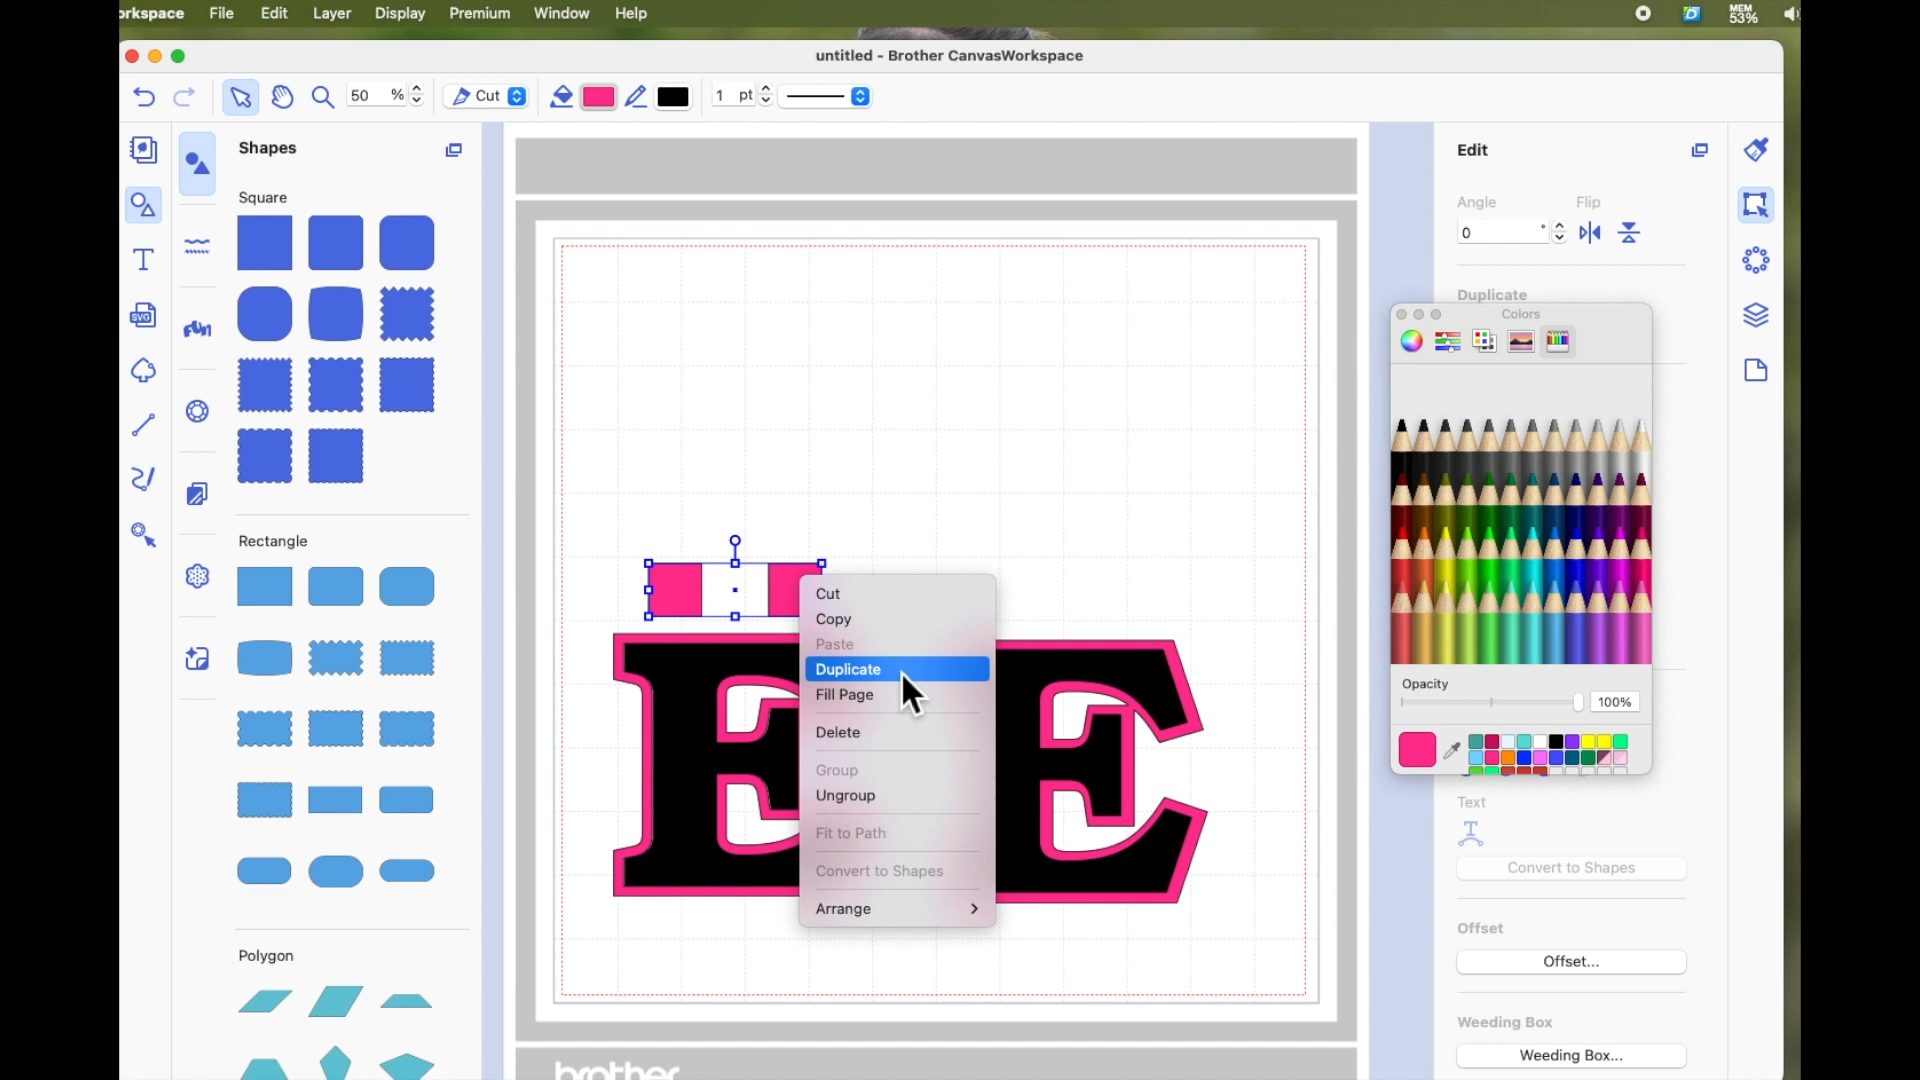 orkspace File Edit Layer Display Premium Window Help
MEM
53%
untitled - Brother CanvasWorkspace
50 % Cut 1 pt
Shapes
Square
Rectangle
Polygon
SVG
Fun
E E
Cut
Copy
Paste
Duplicate
Fill Page
Delete
Group
Ungroup
Fit to Path
Convert to Shapes
Arrange
brother
Edit
Angle Flip
0 °
Duplicate
Colors
Opacity
100%
Text
Convert to Shapes
Offset
Offset...
Weeding Box
Weeding Box...